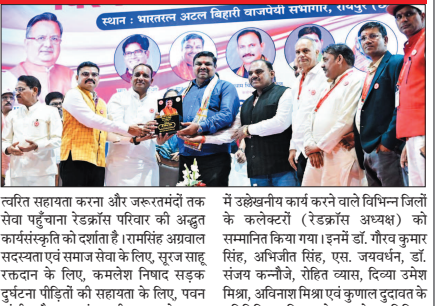 स्थान : भारतरत्न अटल बिहारी वाजपेयी सभागार, रायपुर
त्वरित सहायता करना और जरूरतमंदों तक
सेवा पहुँचाना रेडक्रॉस परिवार की अद्भुत
कार्यसंस्कृति को दर्शाता है। रामसिंह अग्रवाल
सदस्यता एवं समाज सेवा के लिए, सूरज साहू
रक्तदान के लिए, कमलेश निषाद सड़क
दुर्घटना पीड़ितों की सहायता के लिए, पवन
में उल्लेखनीय कार्य करने वाले विभिन्न जिलों
के कलेक्टरों (रेडक्रॉस अध्यक्ष) को
सम्मानित किया गया। इनमें डॉ. गौरव कुमार
सिंह, अभिजीत सिंह, एस. जयवर्धन, डॉ.
संजय कन्नौजे, रोहित व्यास, दिव्या उमेश
मिश्रा, अविनाश मिश्रा एवं कुणाल दुदावत के